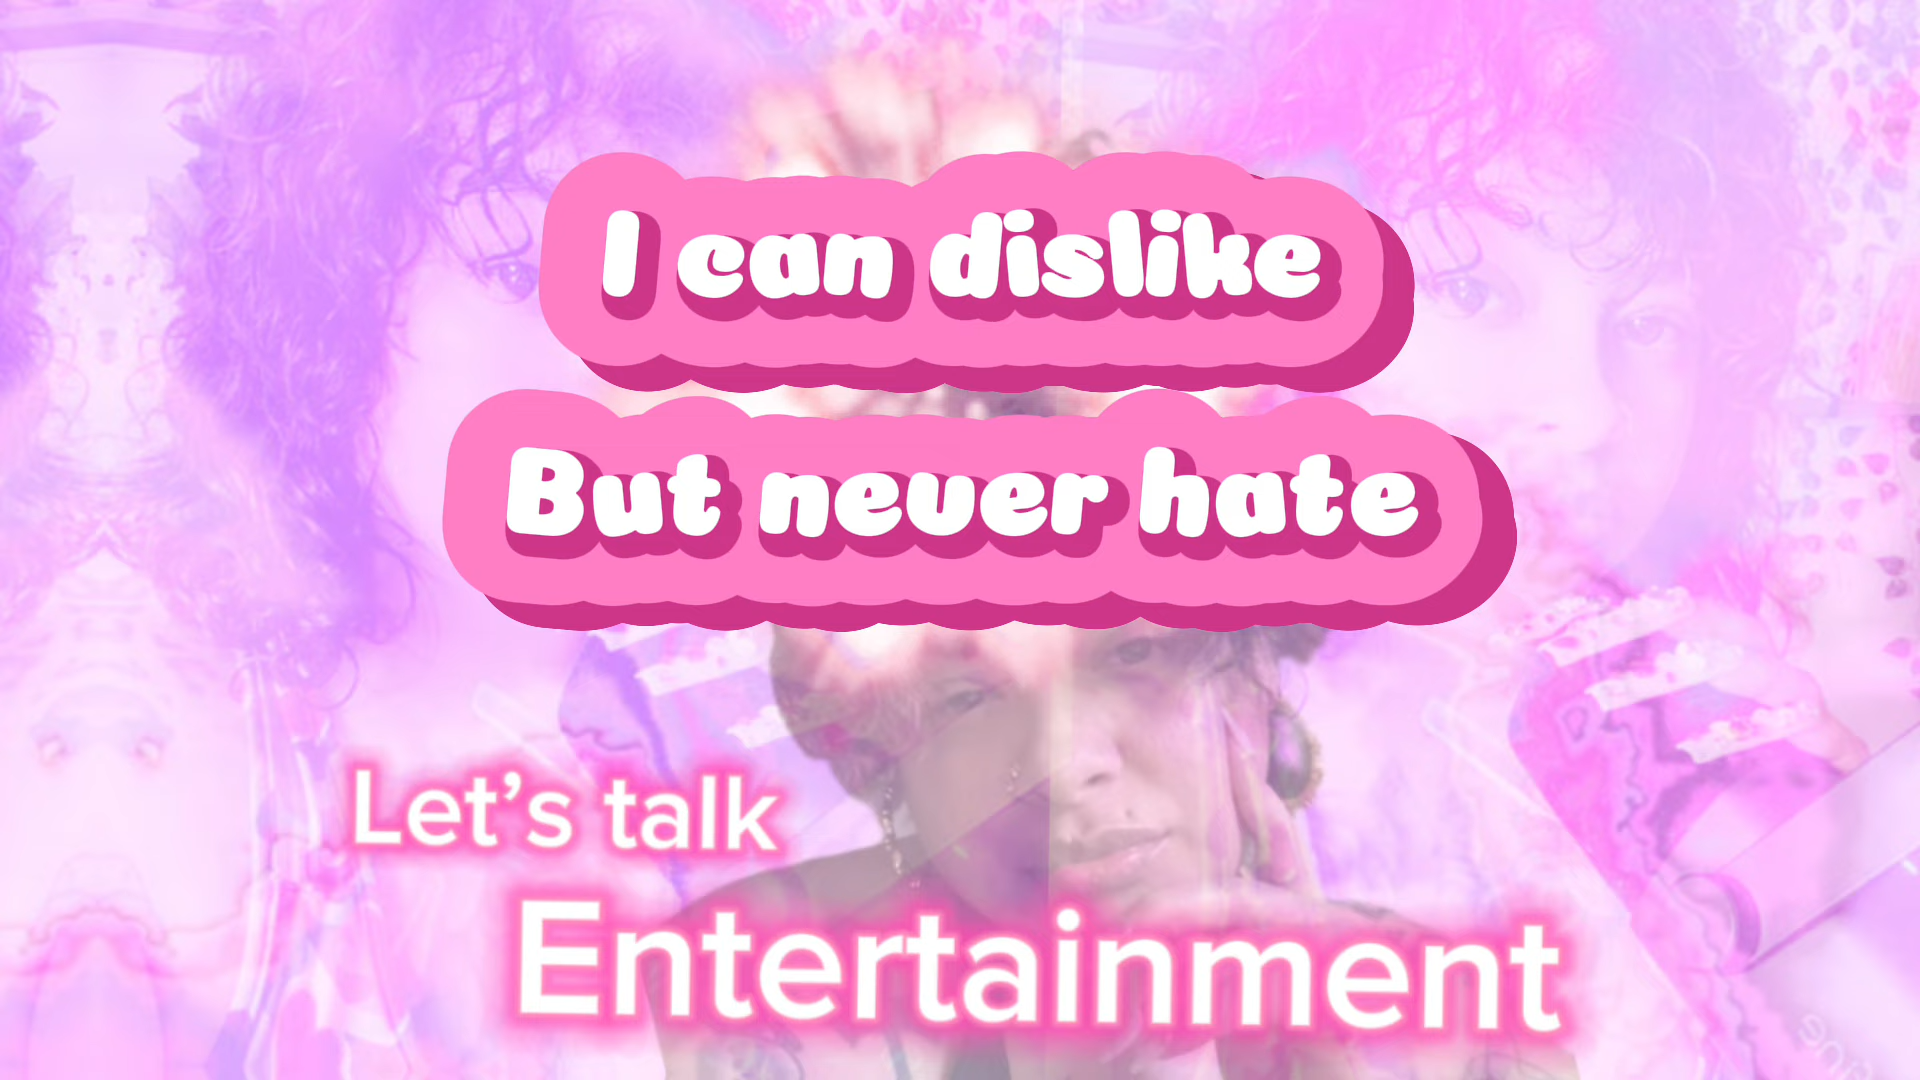 I can dislike
But never hate
Let's talk
Entertainment